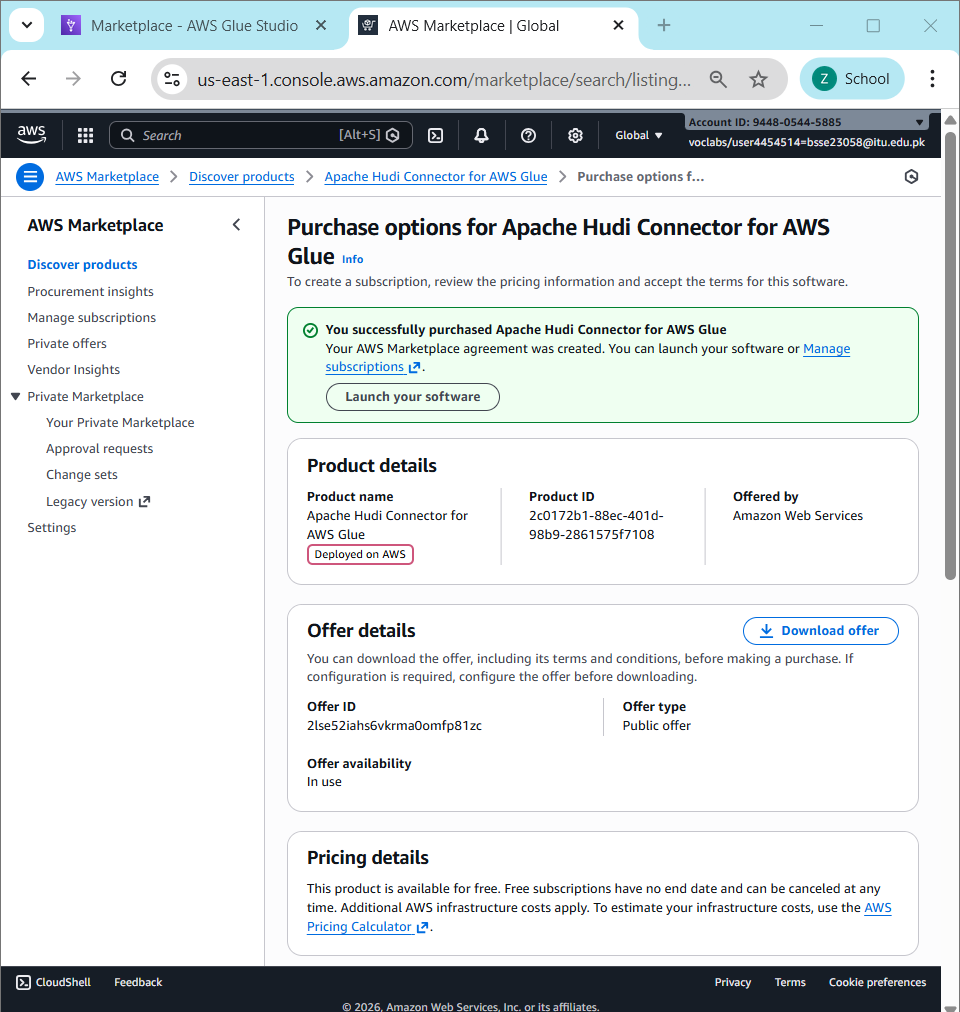 Marketplace - AWS Glue Studio
AWS Marketplace | Global
us-east-1.console.aws.amazon.com/marketplace/search/listing...
Z
School
aws
Search
[Alt+S]
Global
Account ID: 9448-0544-5885
voclabs/user4454514=bsse23058@itu.edu.pk
AWS Marketplace
Discover products
Apache Hudi Connector for AWS Glue
Purchase options f...
AWS Marketplace
Discover products
Procurement insights
Manage subscriptions
Private offers
Vendor Insights
Private Marketplace
Your Private Marketplace
Approval requests
Change sets
Legacy version
Settings
Purchase options for Apache Hudi Connector for AWS
Glue Info
To create a subscription, review the pricing information and accept the terms for this software.
You successfully purchased Apache Hudi Connector for AWS Glue
Your AWS Marketplace agreement was created. You can launch your software or Manage
subscriptions.
Launch your software
Product details
Product name
Apache Hudi Connector for
AWS Glue
Deployed on AWS
Product ID
2c0172b1-88ec-401d-
98b9-2861575f7108
Offered by
Amazon Web Services
Offer details
Download offer
You can download the offer, including its terms and conditions, before making a purchase. If
configuration is required, configure the offer before downloading.
Offer ID
2lse52iahs6vkrma0omfp81zc
Offer type
Public offer
Offer availability
In use
Pricing details
This product is available for free. Free subscriptions have no end date and can be canceled at any
time. Additional AWS infrastructure costs apply. To estimate your infrastructure costs, use the AWS
Pricing Calculator.
CloudShell
Feedback
Privacy
Terms
Cookie preferences
© 2026, Amazon Web Services, Inc. or its affiliates.